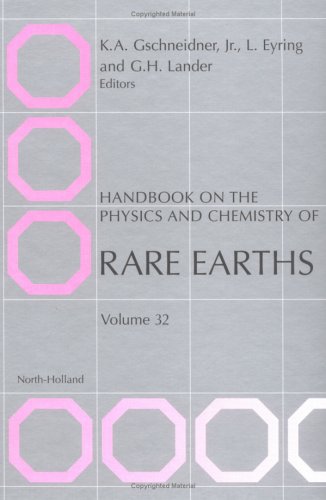 K.A. Gschneidner, Jr., L. Eyring
and G.H. Lander
Editors
HANDBOOK ON THE
PHYSICS AND CHEMISTRY OF
RARE EARTHS
Volume 32
North-Holland